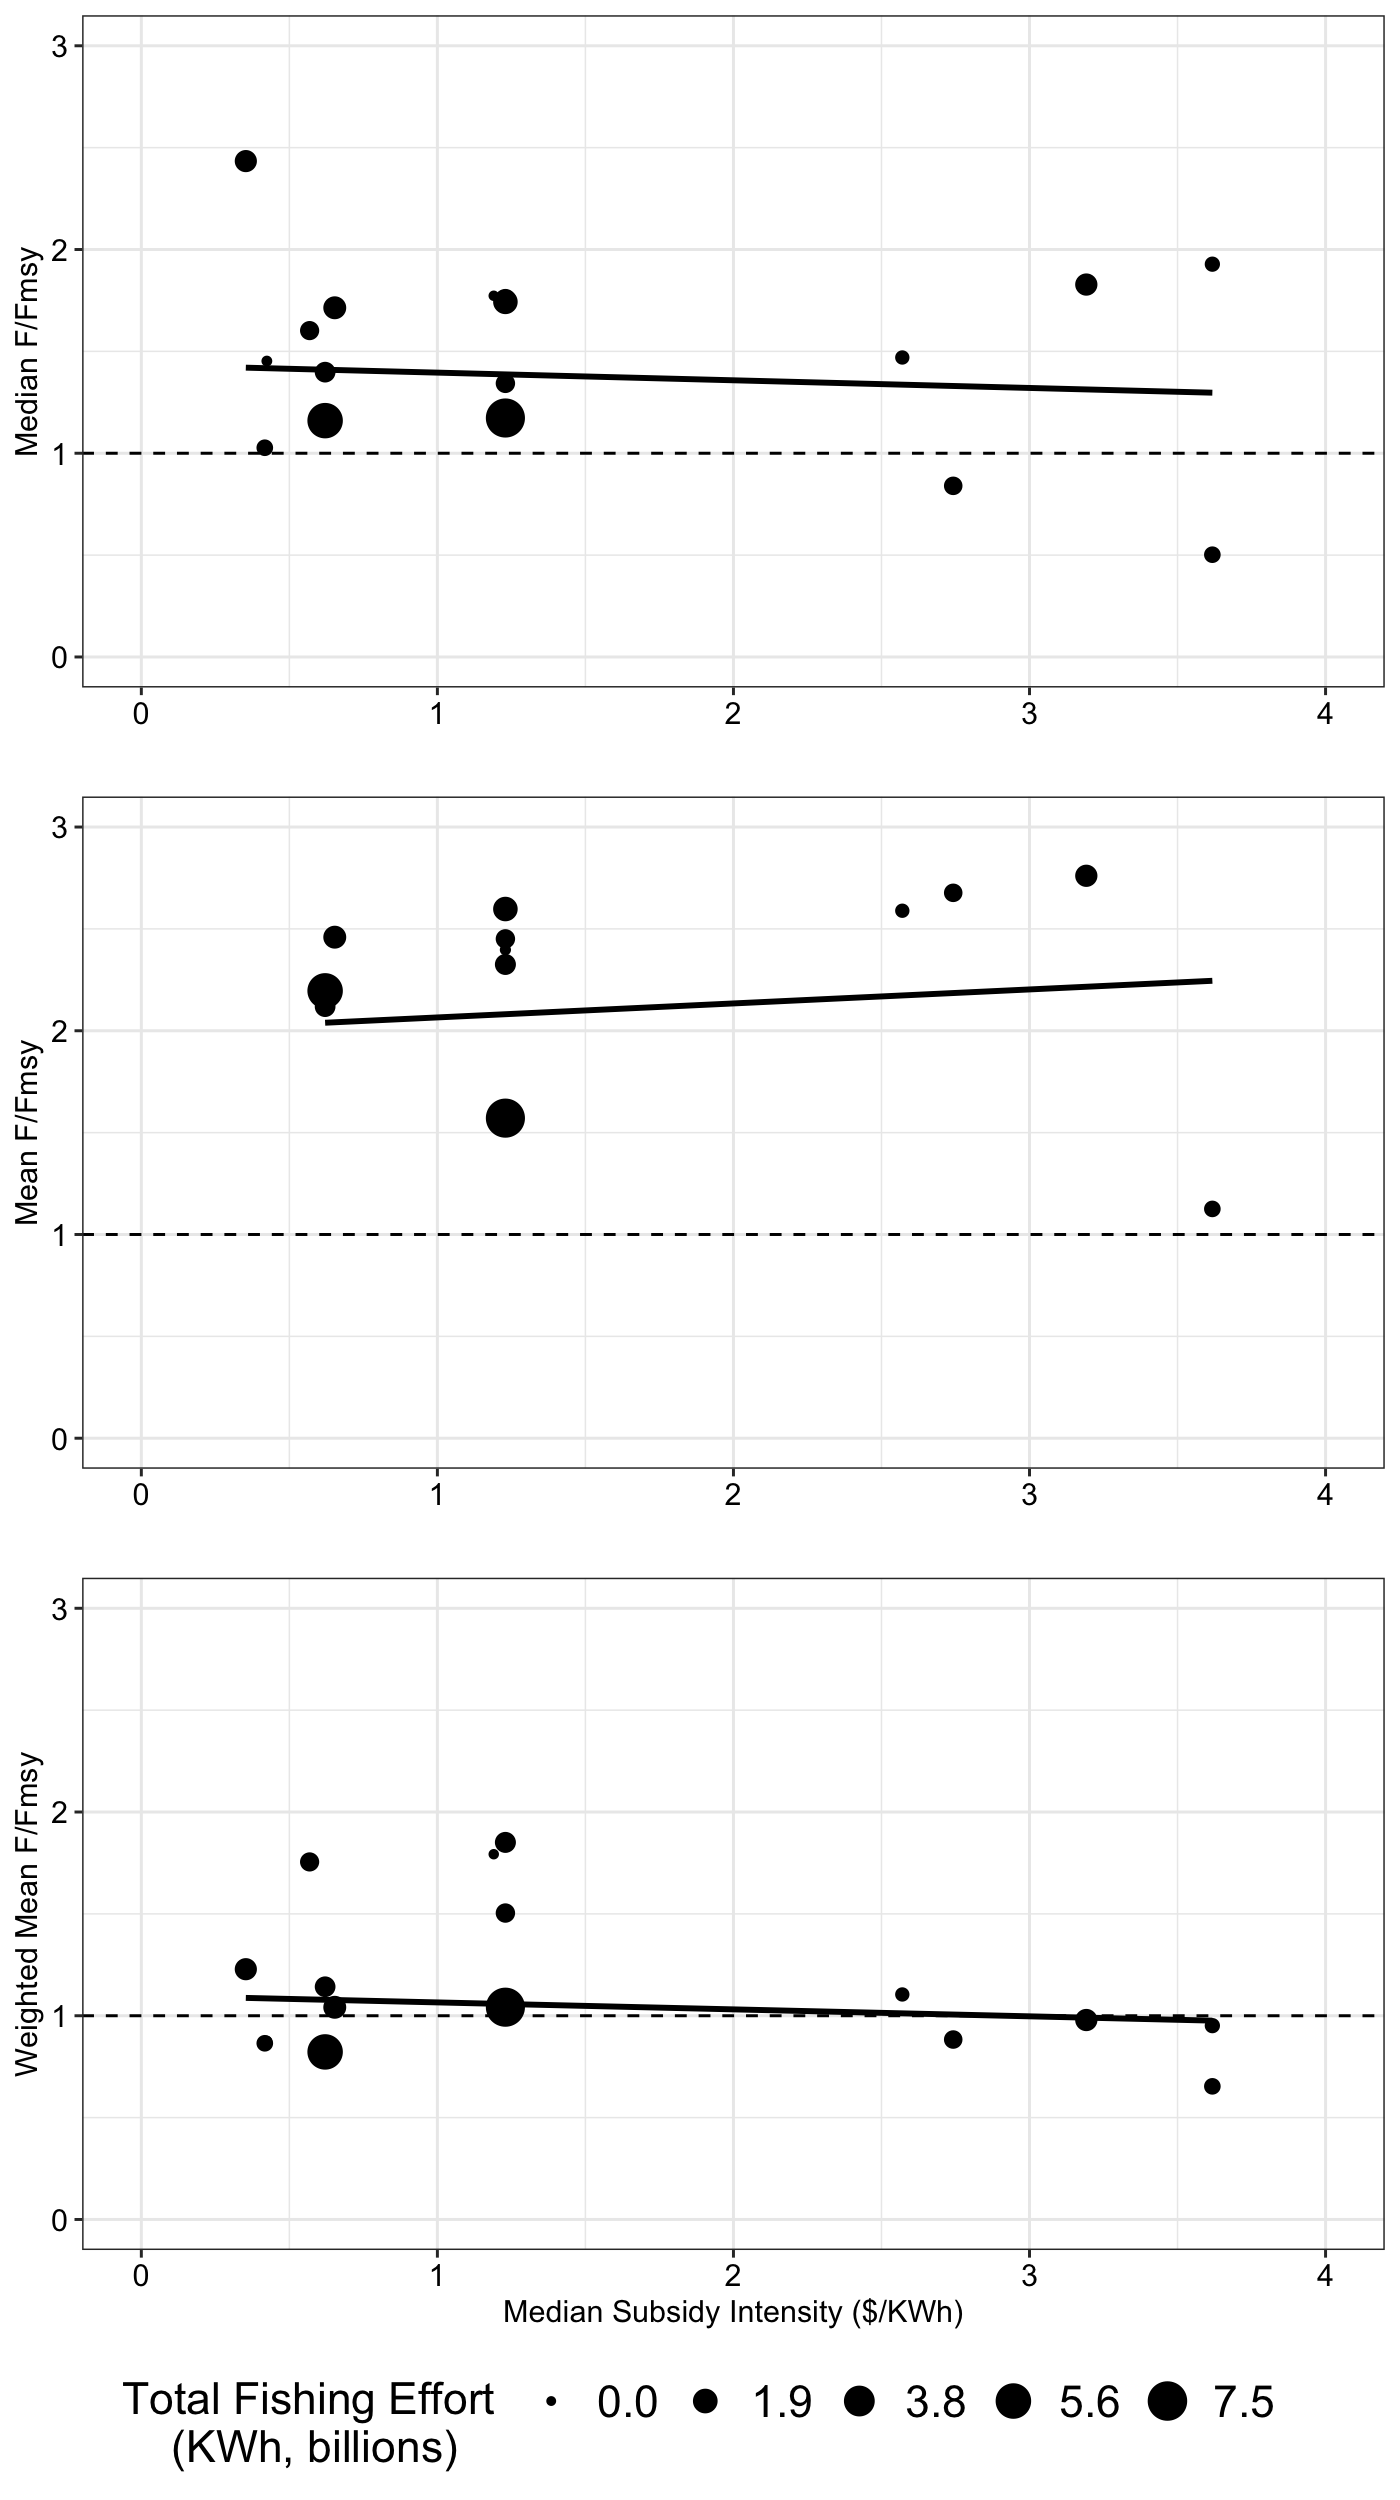 3
2
1
0
Median F/Fmsy
0 1 2 3 4
3
2
1
0
Mean F/Fmsy
0 1 2 3 4
3
2
1
0
Weighted Mean F/Fmsy
0 1 2 3 4
Median Subsidy Intensity ($/KWh)
Total Fishing Effort
(KWh, billions)
0.0 1.9 3.8 5.6 7.5